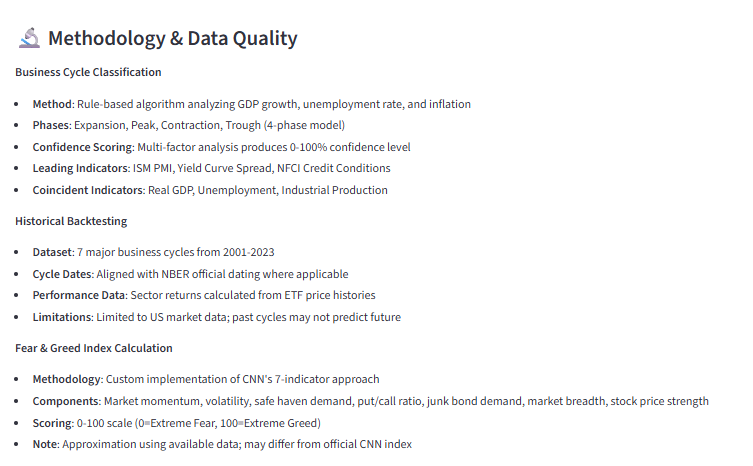 Methodology & Data Quality
Business Cycle Classification
• Method: Rule-based algorithm analyzing GDP growth, unemployment rate, and inflation
• Phases: Expansion, Peak, Contraction, Trough (4-phase model)
• Confidence Scoring: Multi-factor analysis produces 0-100% confidence level
• Leading Indicators: ISM PMI, Yield Curve Spread, NFCI Credit Conditions
• Coincident Indicators: Real GDP, Unemployment, Industrial Production
Historical Backtesting
• Dataset: 7 major business cycles from 2001-2023
• Cycle Dates: Aligned with NBER official dating where applicable
• Performance Data: Sector returns calculated from ETF price histories
• Limitations: Limited to US market data; past cycles may not predict future
Fear & Greed Index Calculation
• Methodology: Custom implementation of CNN's 7-indicator approach
• Components: Market momentum, volatility, safe haven demand, put/call ratio, junk bond demand, market breadth, stock price strength
• Scoring: 0-100 scale (0=Extreme Fear, 100=Extreme Greed)
• Note: Approximation using available data; may differ from official CNN index